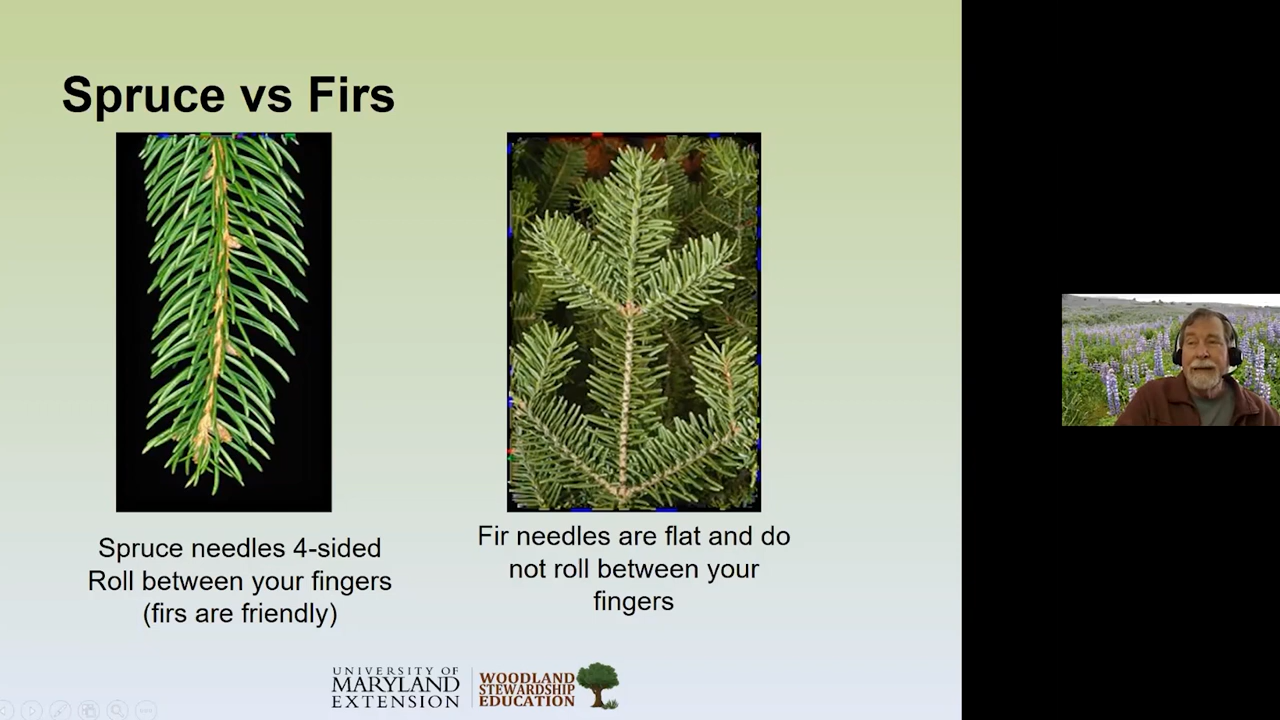 Spruce vs Firs
Spruce needles 4-sided
Roll between your fingers
(firs are friendly)
Fir needles are flat and do
not roll between your
fingers
UNIVERSITY OF
MARYLAND
EXTENSION
WOODLAND
STEWARDSHIP
EDUCATION